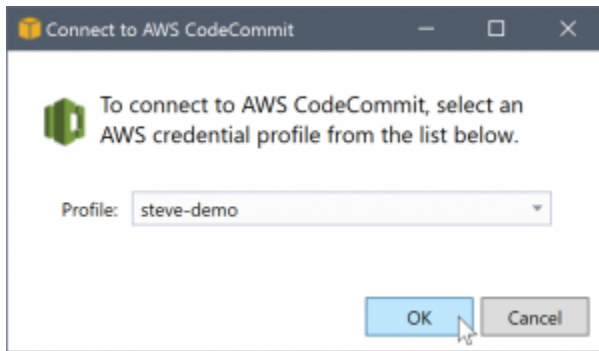 Connect to AWS CodeCommit
To connect to AWS CodeCommit, select an
AWS credential profile from the list below.
Profile: steve-demo
OK Cancel